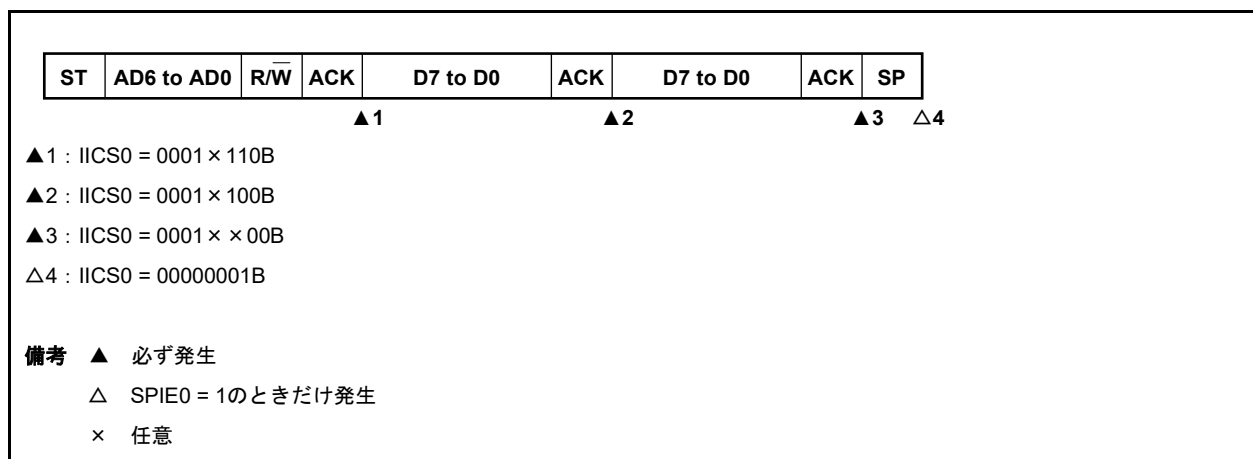 ST AD6 to AD0 R/W̅ ACK D7 to D0 ACK D7 to D0 ACK SP
▲1 ▲2 ▲3 △4
▲1：IICS0 = 0001×110B
▲2：IICS0 = 0001×100B
▲3：IICS0 = 0001××00B
△4：IICS0 = 00000001B
備考 ▲ 必ず発生
△ SPIE0 = 1のときだけ発生
× 任意